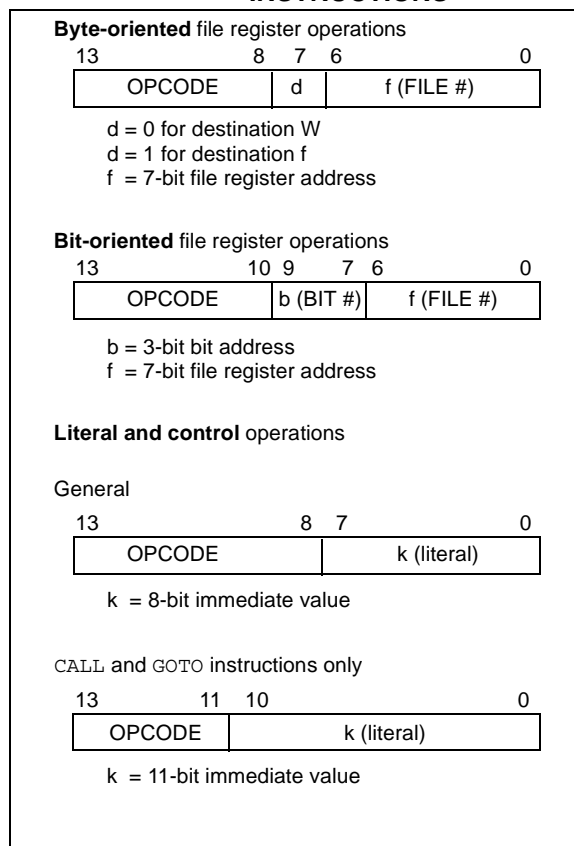 Byte-oriented file register operations
13 8 7 6 0
OPCODE d f (FILE #)
d = 0 for destination W
d = 1 for destination f
f = 7-bit file register address
Bit-oriented file register operations
13 10 9 7 6 0
OPCODE b (BIT #) f (FILE #)
b = 3-bit bit address
f = 7-bit file register address
Literal and control operations
General
13 8 7 0
OPCODE k (literal)
k = 8-bit immediate value
CALL and GOTO instructions only
13 11 10 0
OPCODE k (literal)
k = 11-bit immediate value